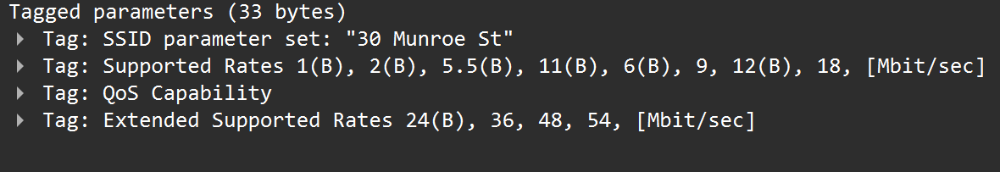 Tagged parameters (33 bytes)
Tag: SSID parameter set: "30 Munroe St"
Tag: Supported Rates 1(B), 2(B), 5.5(B), 11(B), 6(B), 9, 12(B), 18, [Mbit/sec]
Tag: QoS Capability
Tag: Extended Supported Rates 24(B), 36, 48, 54, [Mbit/sec]